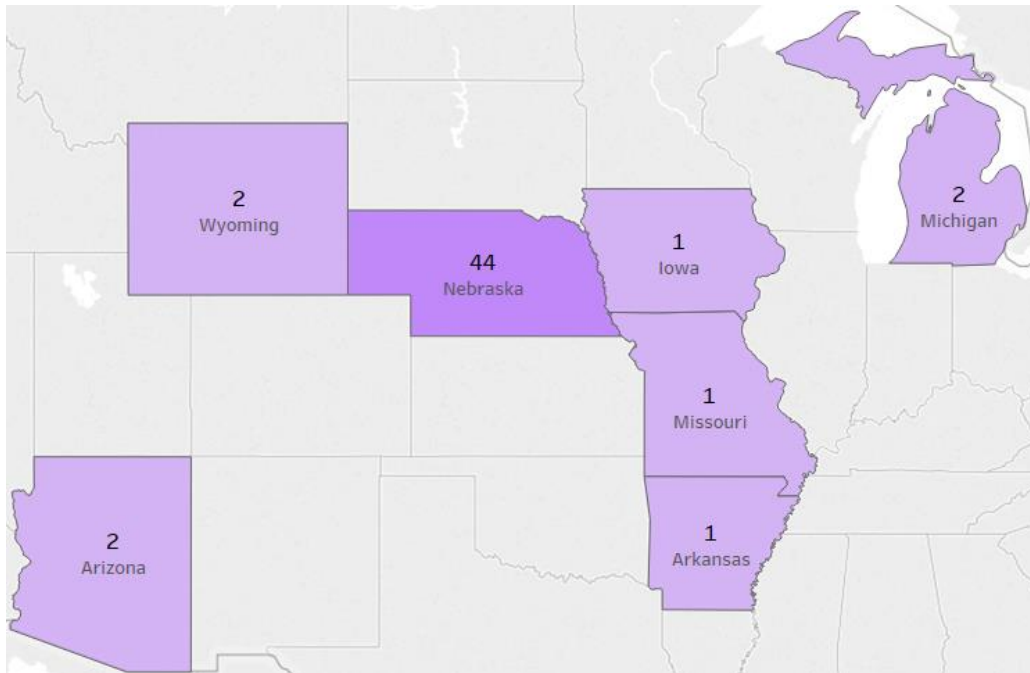 2
Wyoming
44
Nebraska
1
Iowa
2
Michigan
1
Missouri
2
Arizona
1
Arkansas